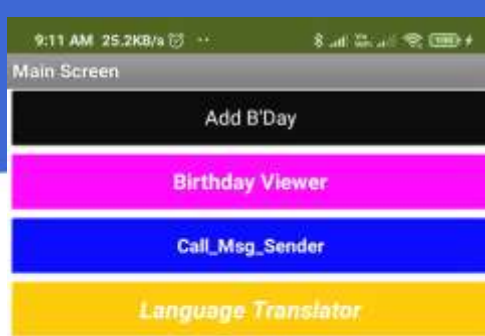 9:11 AM 25.2KB/s
Main Screen
Add B'Day
Birthday Viewer
Call_Msg_Sender
Language Translator